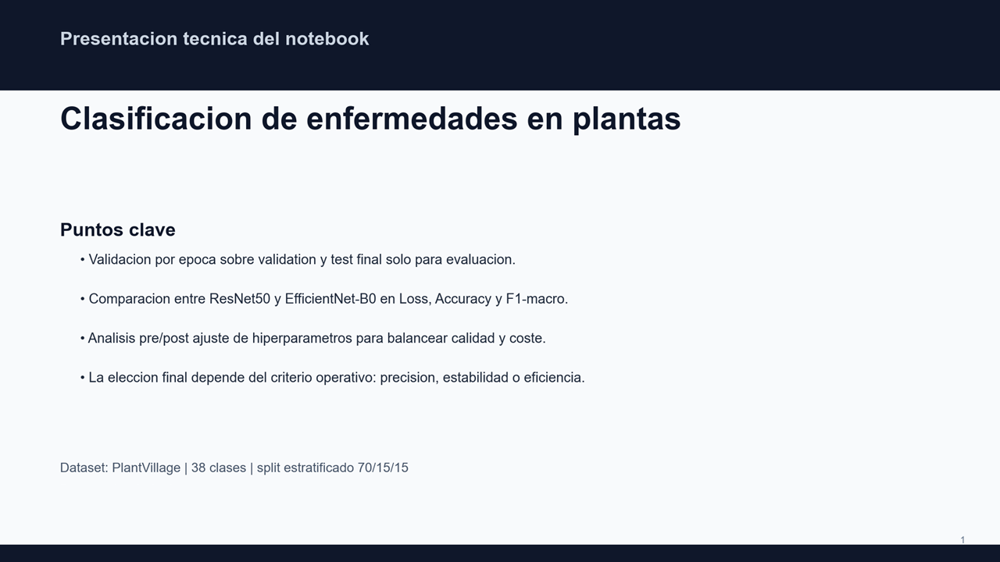 Presentacion tecnica del notebook
Clasificacion de enfermedades en plantas
Puntos clave
• Validacion por epoca sobre validation y test final solo para evaluacion.
• Comparacion entre ResNet50 y EfficientNet-B0 en Loss, Accuracy y F1-macro.
• Analisis pre/post ajuste de hiperparametros para balancear calidad y coste.
• La eleccion final depende del criterio operativo: precision, estabilidad o eficiencia.
Dataset: PlantVillage | 38 clases | split estratificado 70/15/15
1